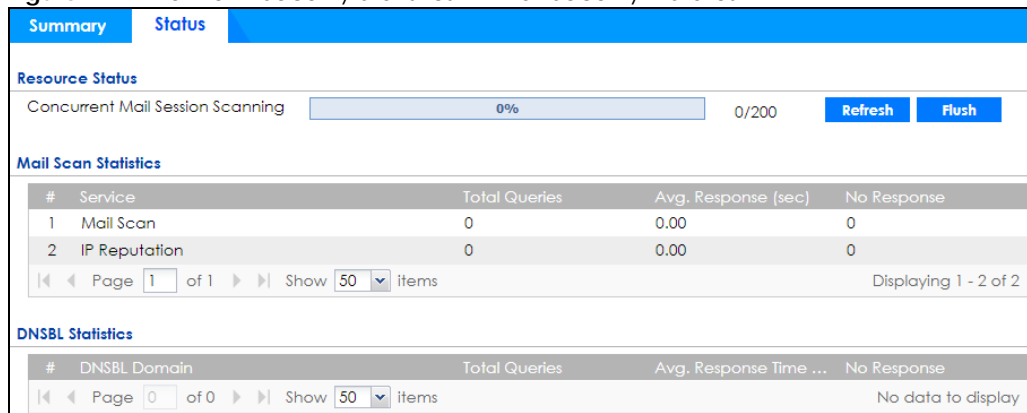 Summary Status
Resource Status
Concurrent Mail Session Scanning 0% 0/200 Refresh Flush
Mail Scan Statistics
# Service Total Queries Avg. Response (sec) No Response
1 Mail Scan 0 0.00 0
2 IP Reputation 0 0.00 0
Page 1 of 1 Show 50 items Displaying 1 - 2 of 2
DNSBL Statistics
# DNSBL Domain Total Queries Avg. Response Time ... No Response
Page 0 of 0 Show 50 items No data to display